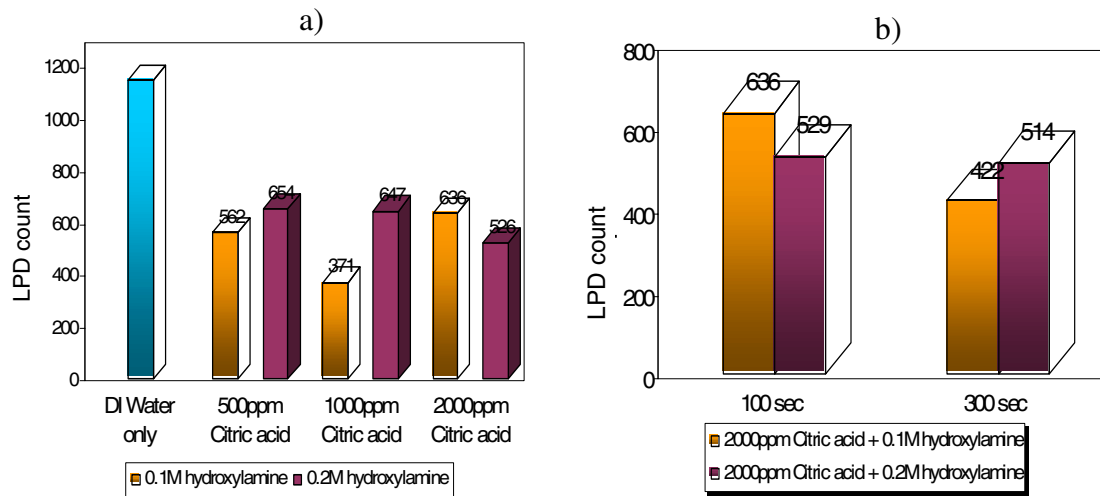 a)
LPD count
1200
1000
800
600
400
200
0
562
654
371
647
636
526
DI Water
only
500ppm
Citric acid
1000ppm
Citric acid
2000ppm
Citric acid
0.1M hydroxylamine
0.2M hydroxylamine
b)
LPD count
800
600
400
200
0
636
529
422
514
100 sec
300 sec
2000ppm Citric acid + 0.1M hydroxylamine
2000ppm Citric acid + 0.2M hydroxylamine